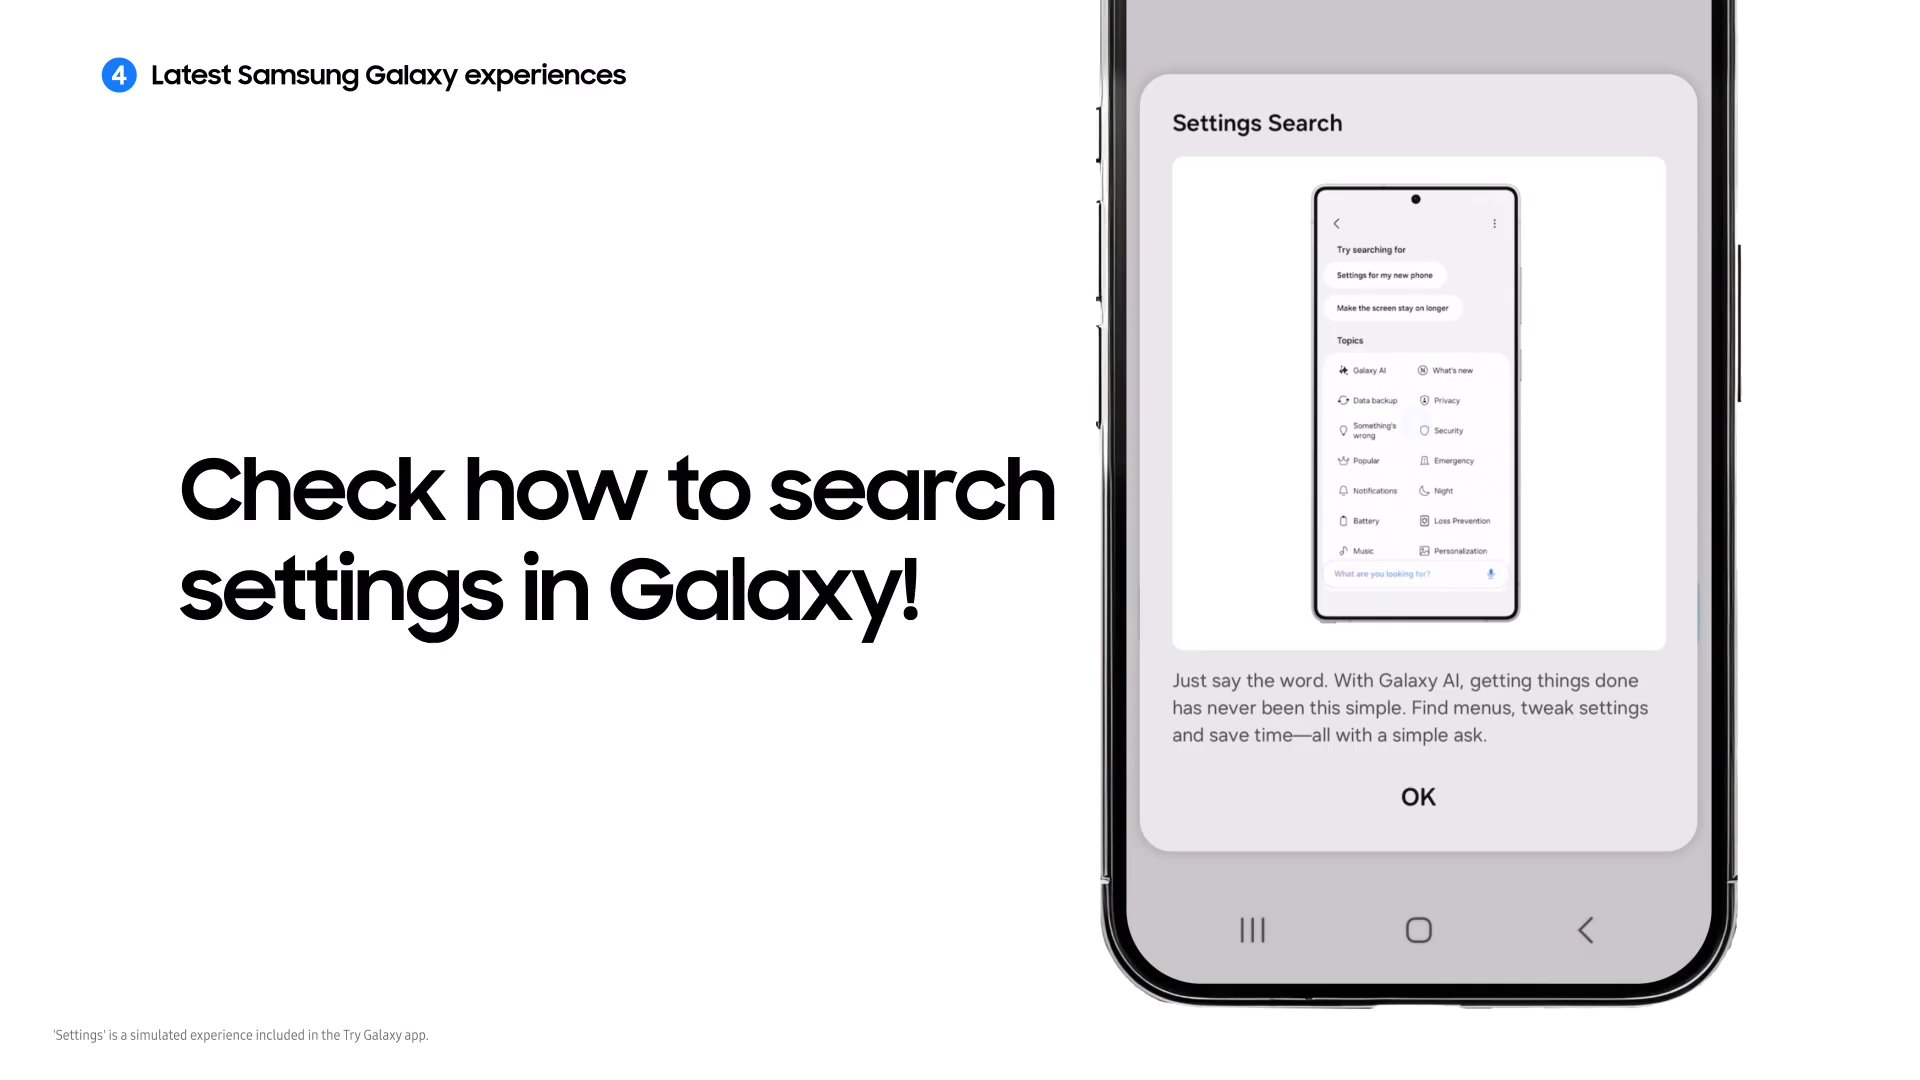 4 Latest Samsung Galaxy experiences
Check how to search
settings in Galaxy!
Settings Search
Try searching for
Settings for my new phone
Make the screen stay on longer
Topics
Galaxy AI
What's new
Data backup
Privacy
Something's
wrong
Security
Popular
Emergency
Notifications
Night
Battery
Loss Prevention
Music
Personalization
What are you looking for?
Just say the word. With Galaxy AI, getting things done
has never been this simple. Find menus, tweak settings
and save time—all with a simple ask.
OK
'Settings' is a simulated experience included in the Try Galaxy app.